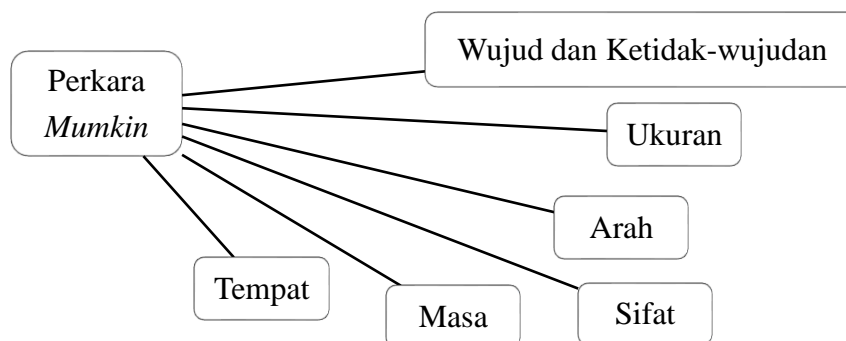 Perkara
Mumkin
Wujud dan Ketidak-wujudan
Ukuran
Arah
Sifat
Masa
Tempat